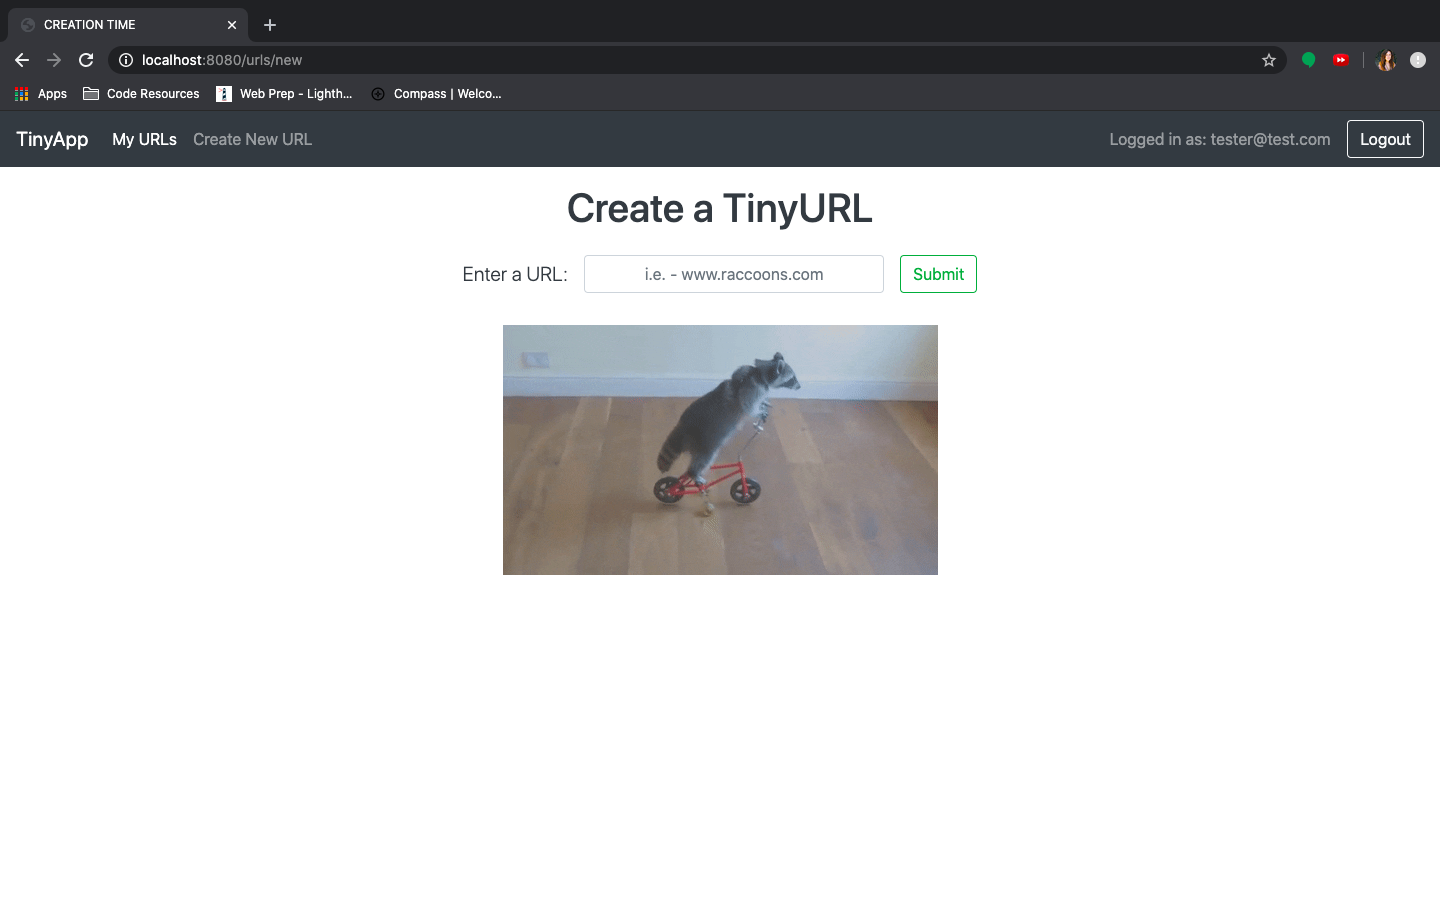 CREATION TIME
localhost:8080/urls/new
Apps Code Resources Web Prep - Lighth... Compass | Welco...
TinyApp My URLs Create New URL Logged in as: tester@test.com Logout
Create a TinyURL
Enter a URL: i.e. - www.raccoons.com Submit